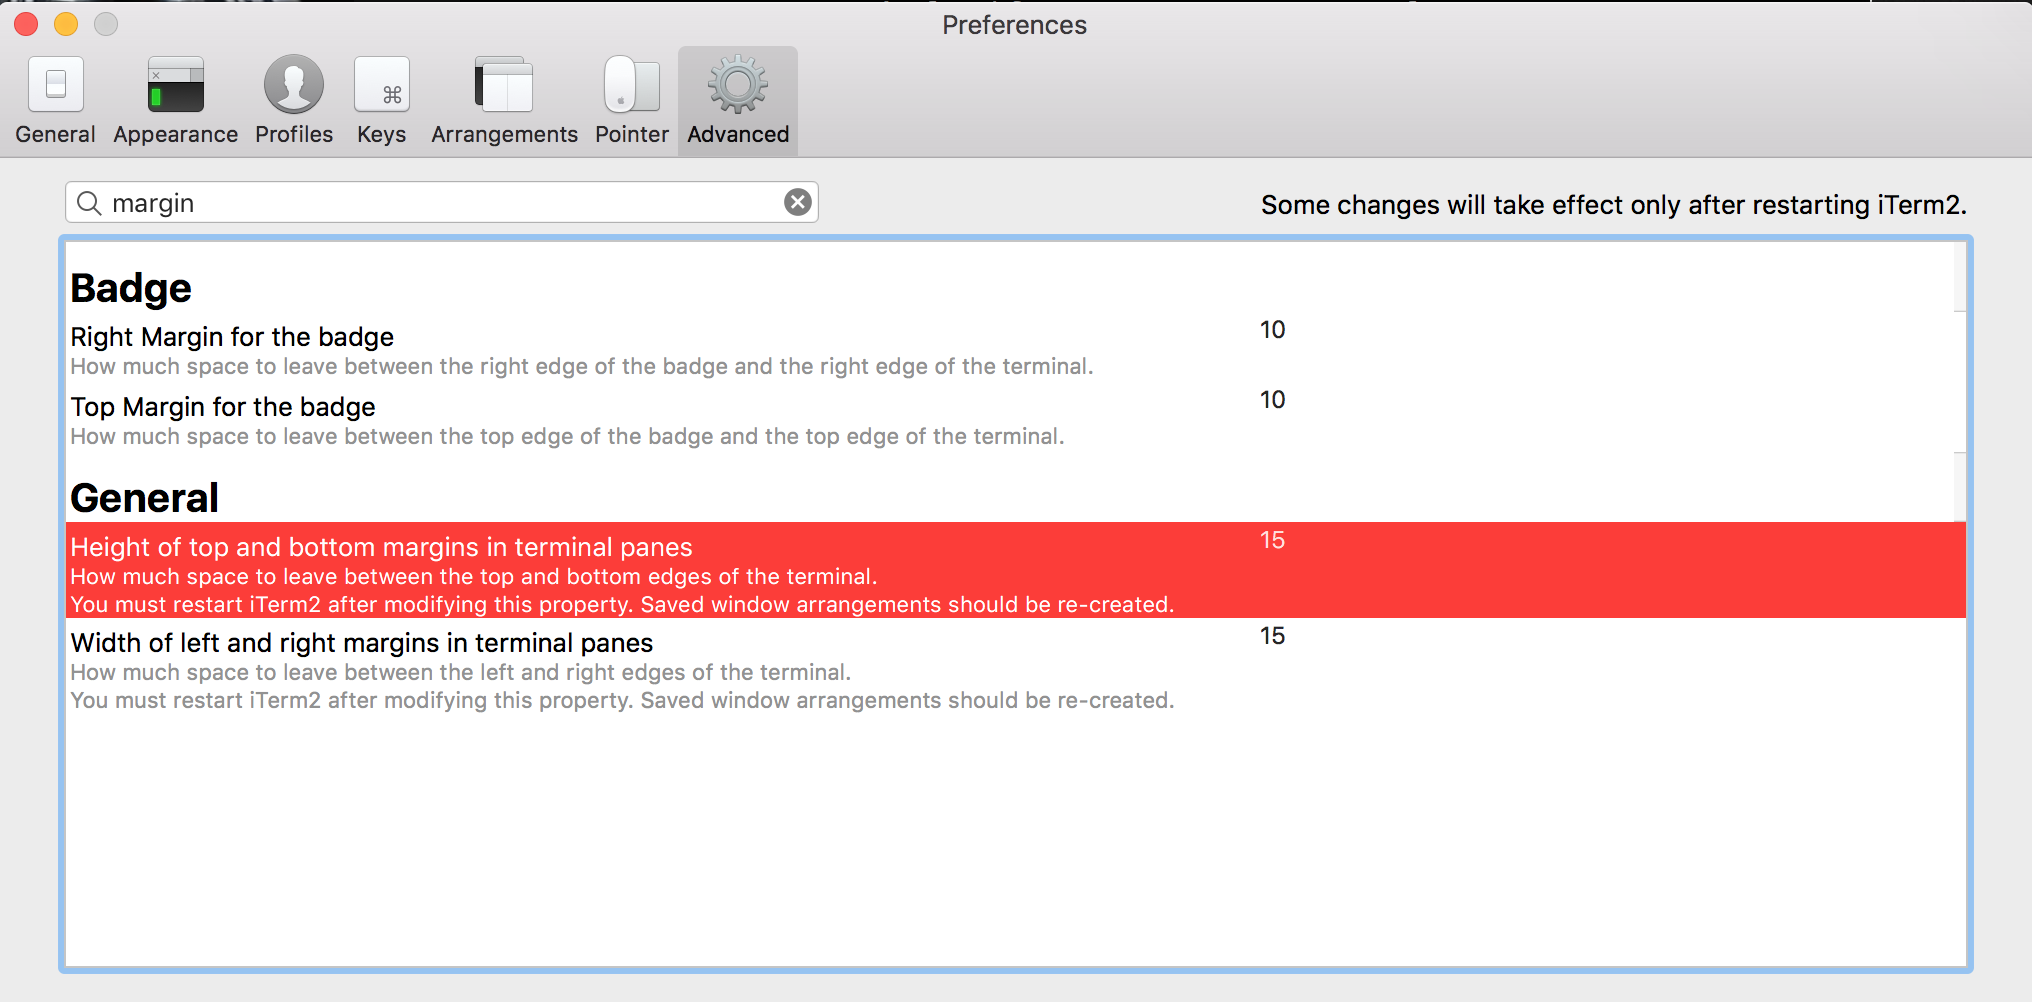 Preferences
General Appearance Profiles Keys Arrangements Pointer Advanced
margin
Some changes will take effect only after restarting iTerm2.
Badge
Right Margin for the badge 10
How much space to leave between the right edge of the badge and the right edge of the terminal.
Top Margin for the badge 10
How much space to leave between the top edge of the badge and the top edge of the terminal.
General
Height of top and bottom margins in terminal panes 15
How much space to leave between the top and bottom edges of the terminal.
You must restart iTerm2 after modifying this property. Saved window arrangements should be re-created.
Width of left and right margins in terminal panes 15
How much space to leave between the left and right edges of the terminal.
You must restart iTerm2 after modifying this property. Saved window arrangements should be re-created.